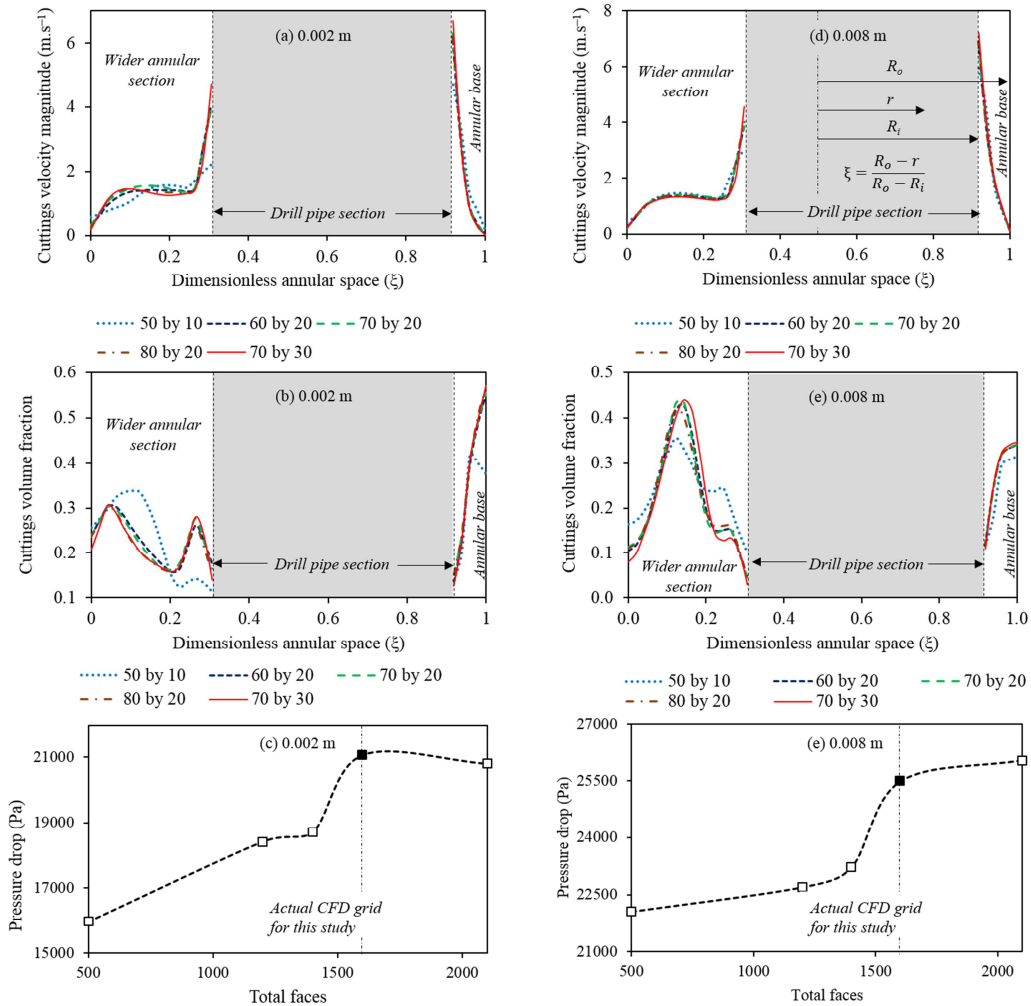 (a) 0.002 m
Cuttings velocity magnitude (m.s⁻¹)
6
4
2
0
Wider annular
section
Annular base
Drill pipe section
0 0.2 0.4 0.6 0.8 1
Dimensionless annular space (ξ)
50 by 10 60 by 20 70 by 20
80 by 20 70 by 30
(d) 0.008 m
Cuttings velocity magnitude (m.s⁻¹)
8
6
4
2
0
Wider annular
section
Rₒ
r
Rᵢ
ξ = (Rₒ − r) / (Rₒ − Rᵢ)
Annular base
Drill pipe section
0 0.2 0.4 0.6 0.8 1
Dimensionless annular space (ξ)
50 by 10 60 by 20 70 by 20
80 by 20 70 by 30
(b) 0.002 m
Cuttings volume fraction
0.6
0.5
0.4
0.3
0.2
0.1
Wider annular
section
Annular base
Drill pipe section
0 0.2 0.4 0.6 0.8 1
Dimensionless annular space (ξ)
50 by 10 60 by 20 70 by 20
80 by 20 70 by 30
(e) 0.008 m
Cuttings volume fraction
0.5
0.4
0.3
0.2
0.1
0.0
Wider annular
section
Annular base
Drill pipe section
0.0 0.2 0.4 0.6 0.8 1.0
Dimensionless annular space (ξ)
50 by 10 60 by 20 70 by 20
80 by 20 70 by 30
(c) 0.002 m
Pressure drop (Pa)
21000
19000
17000
15000
Actual CFD grid
for this study
500 1000 1500 2000
Total faces
(e) 0.008 m
Pressure drop (Pa)
27000
25500
24000
22500
21000
Actual CFD grid
for this study
500 1000 1500 2000
Total faces